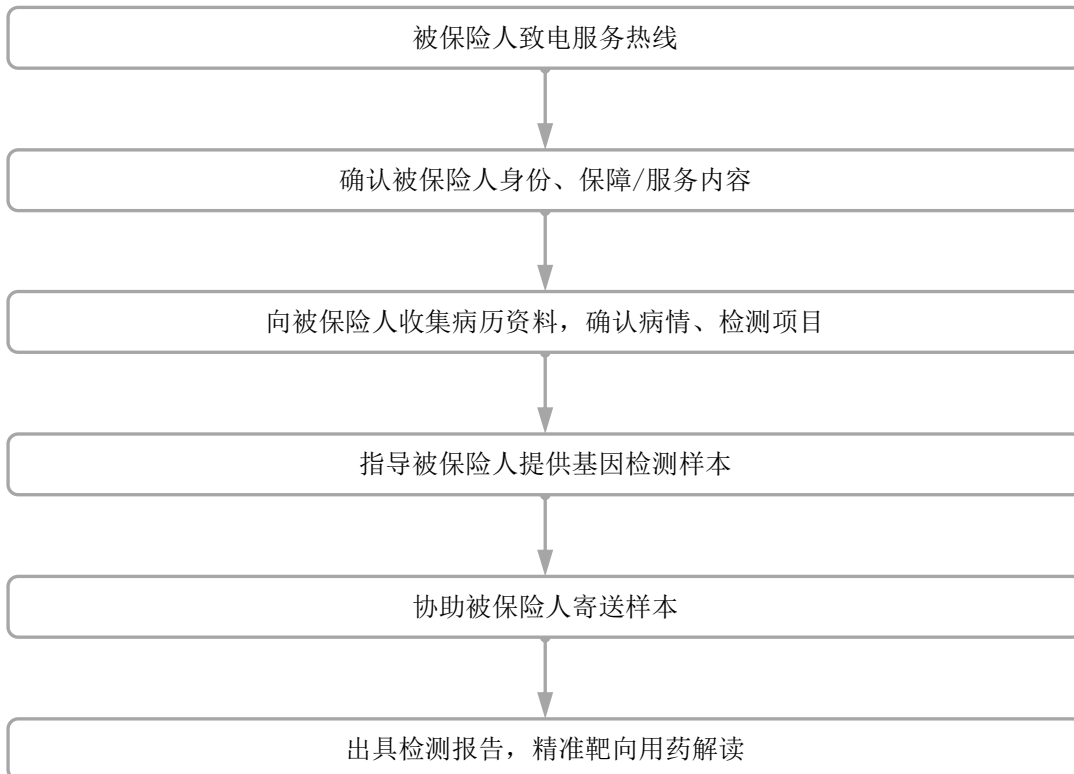 被保险人致电服务热线
确认被保险人身份、保障/服务内容
向被保险人收集病历资料，确认病情、检测项目
指导被保险人提供基因检测样本
协助被保险人寄送样本
出具检测报告，精准靶向用药解读